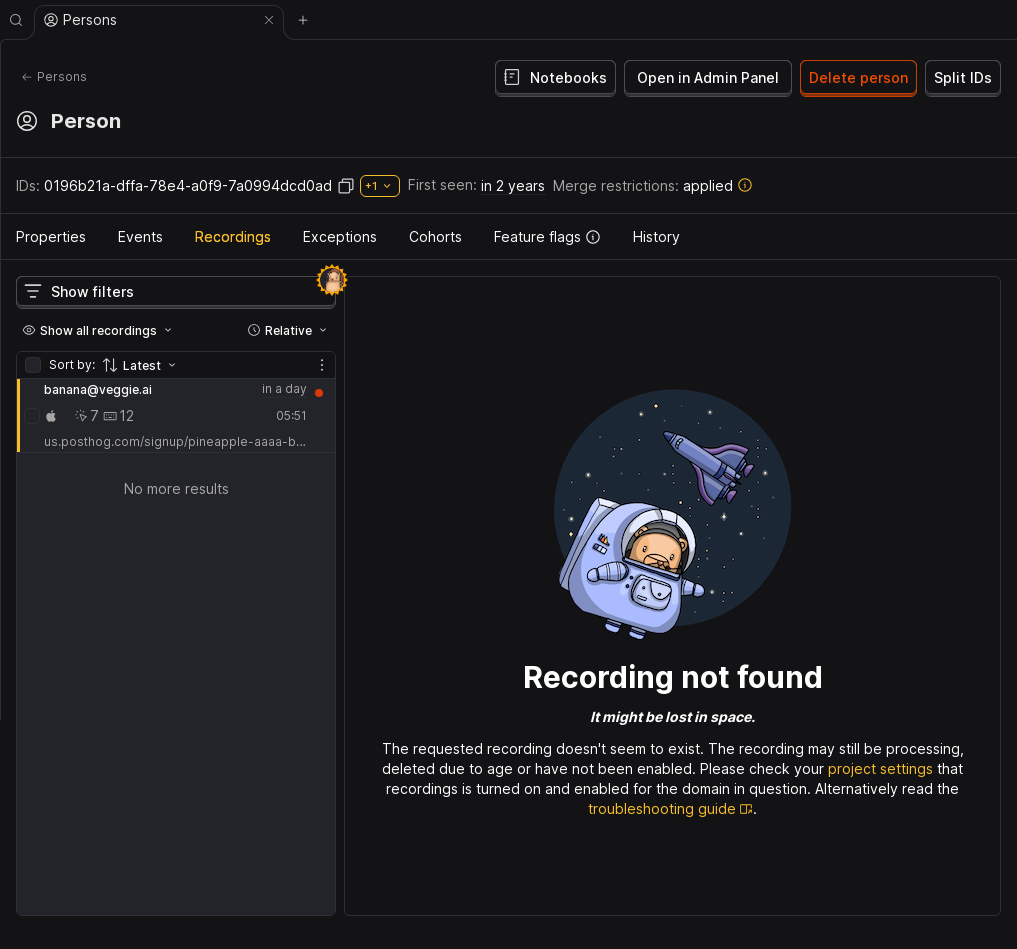 Persons
Persons
Notebooks
Open in Admin Panel
Delete person
Split IDs
Person
IDs: 0196b21a-dffa-78e4-a0f9-7a0994dcd0ad +1 First seen: in 2 years Merge restrictions: applied
Properties Events Recordings Exceptions Cohorts Feature flags History
Show filters
Show all recordings Relative
Sort by: Latest
banana@veggie.ai in a day
7 12 05:51
us.posthog.com/signup/pineapple-aaaa-b...
No more results
Recording not found
It might be lost in space.
The requested recording doesn't seem to exist. The recording may still be processing,
deleted due to age or have not been enabled. Please check your project settings that
recordings is turned on and enabled for the domain in question. Alternatively read the
troubleshooting guide.